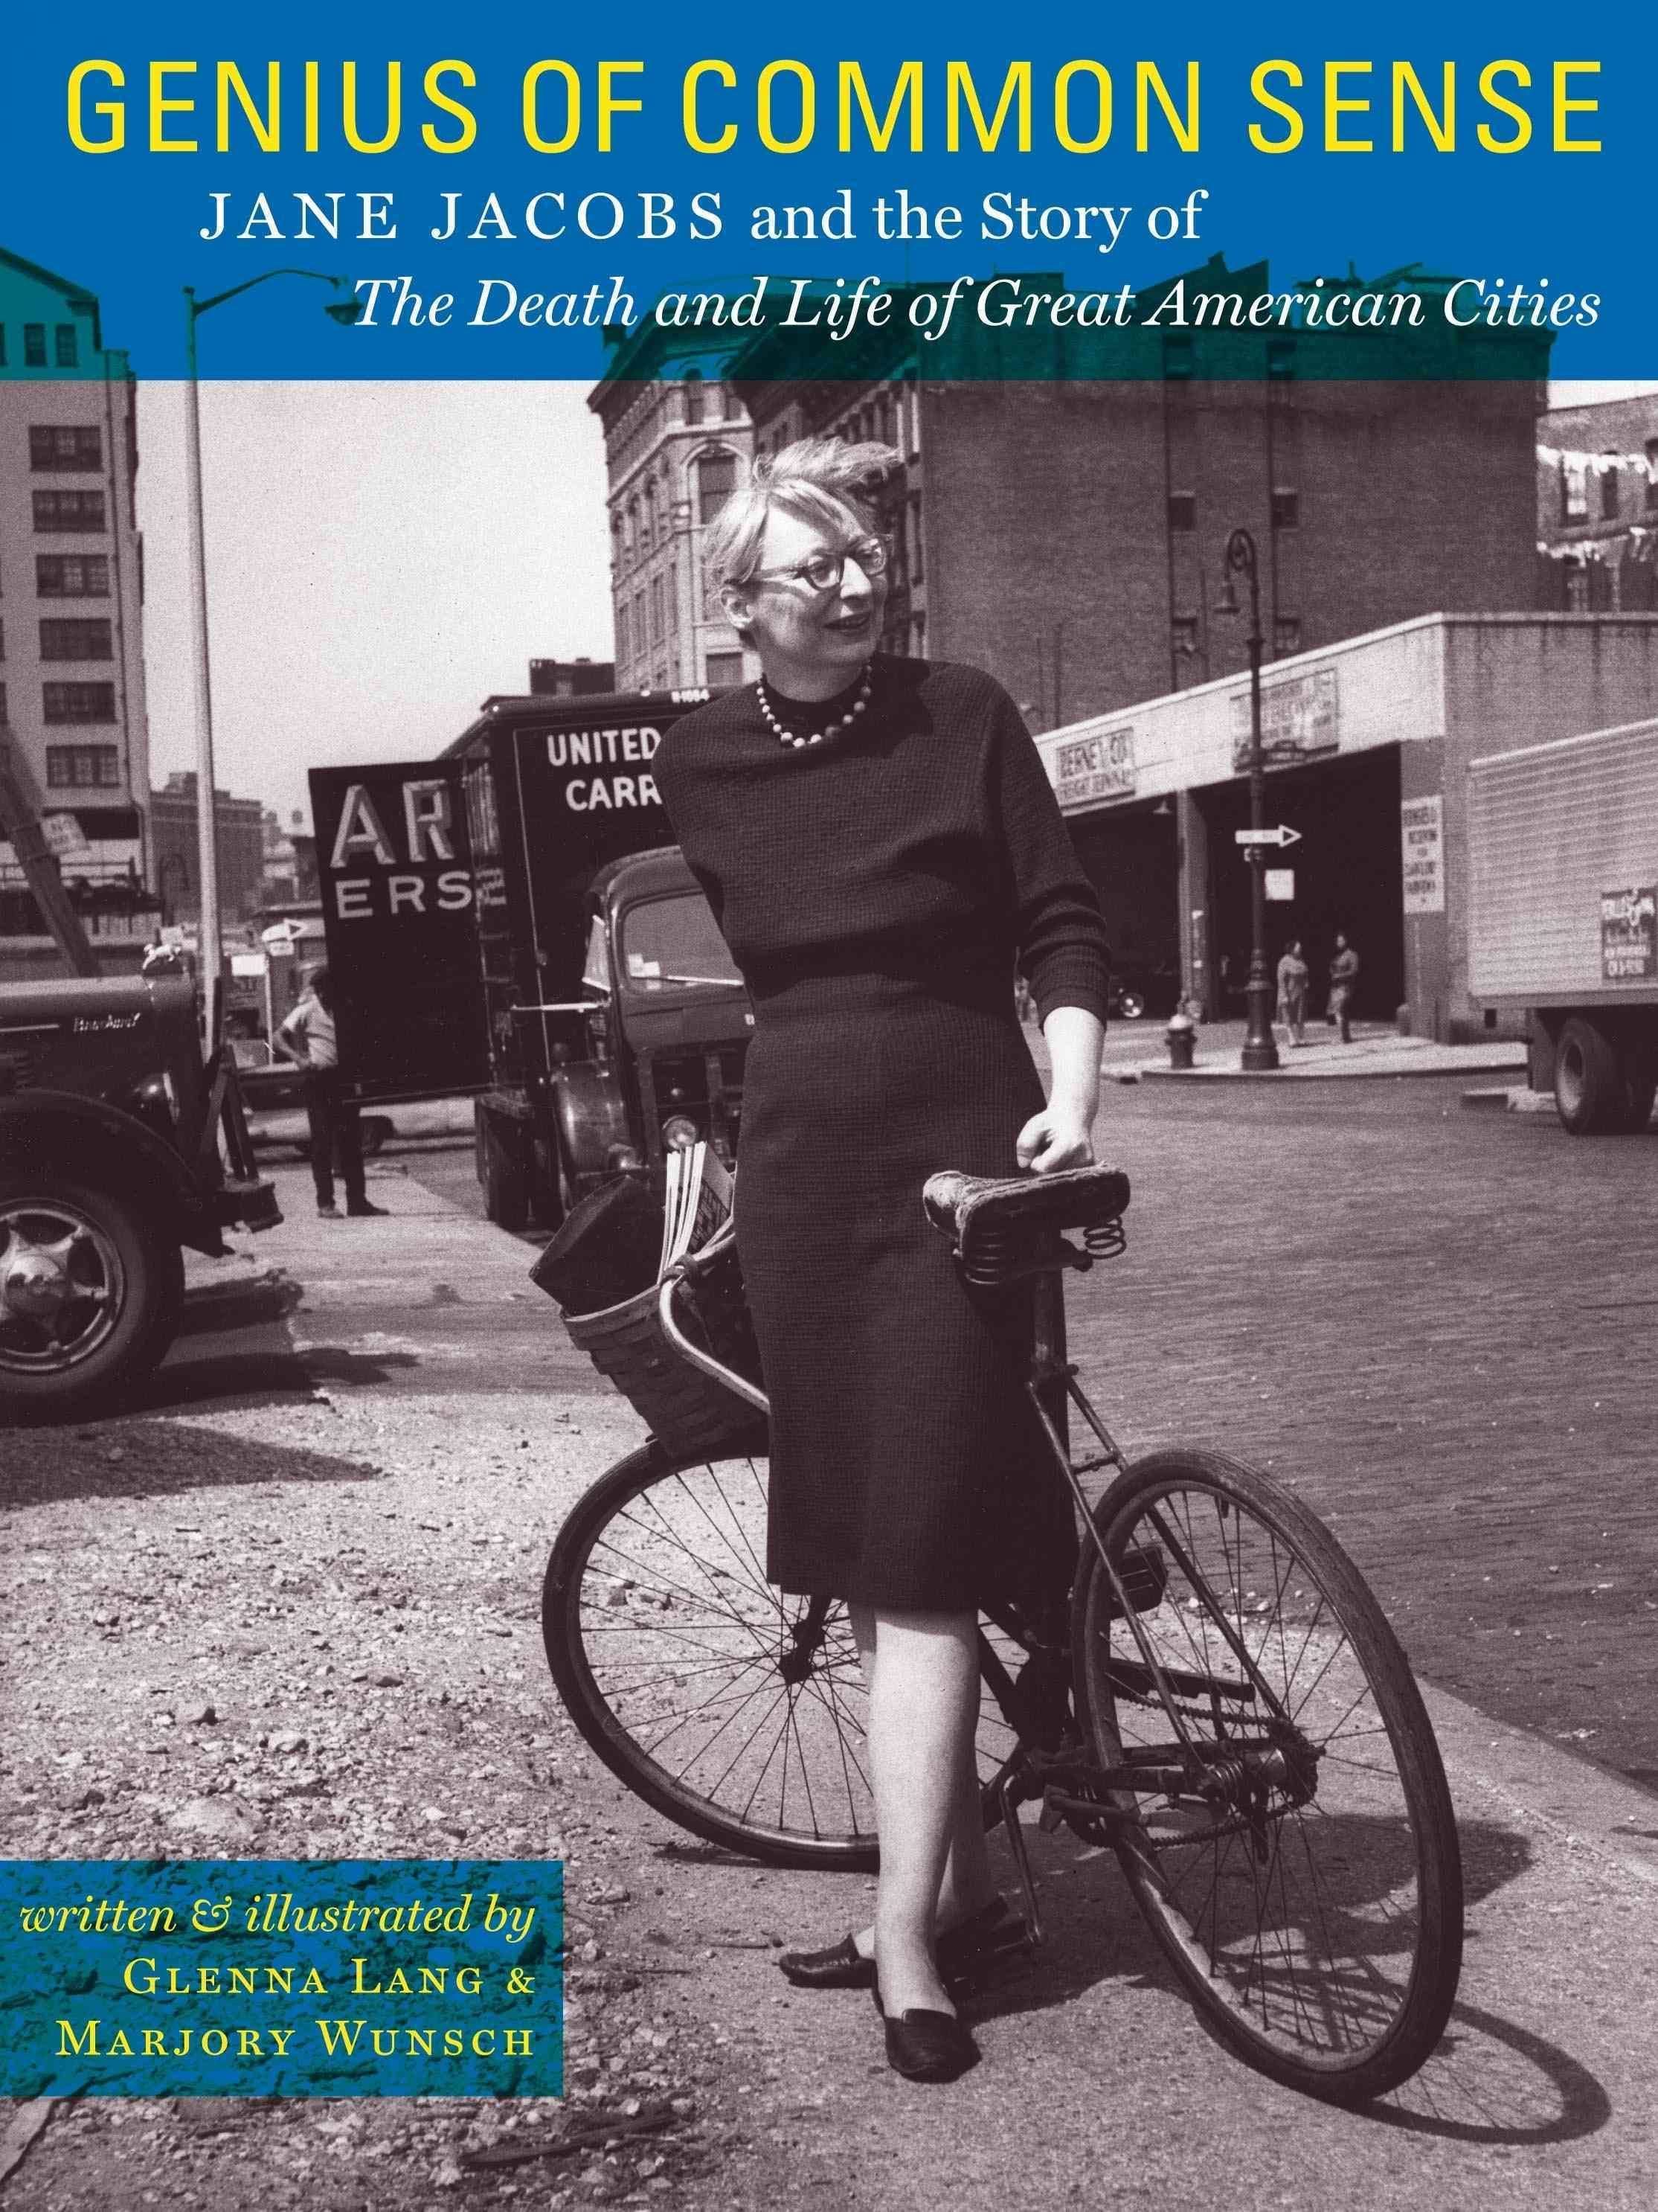 GENIUS OF COMMON SENSE
JANE JACOBS and the Story of
The Death and Life of Great American Cities
R-1054
UNITED
CARR
AR
ERS
written & illustrated by
GLENNA LANG &
MARJORY WUNSCH